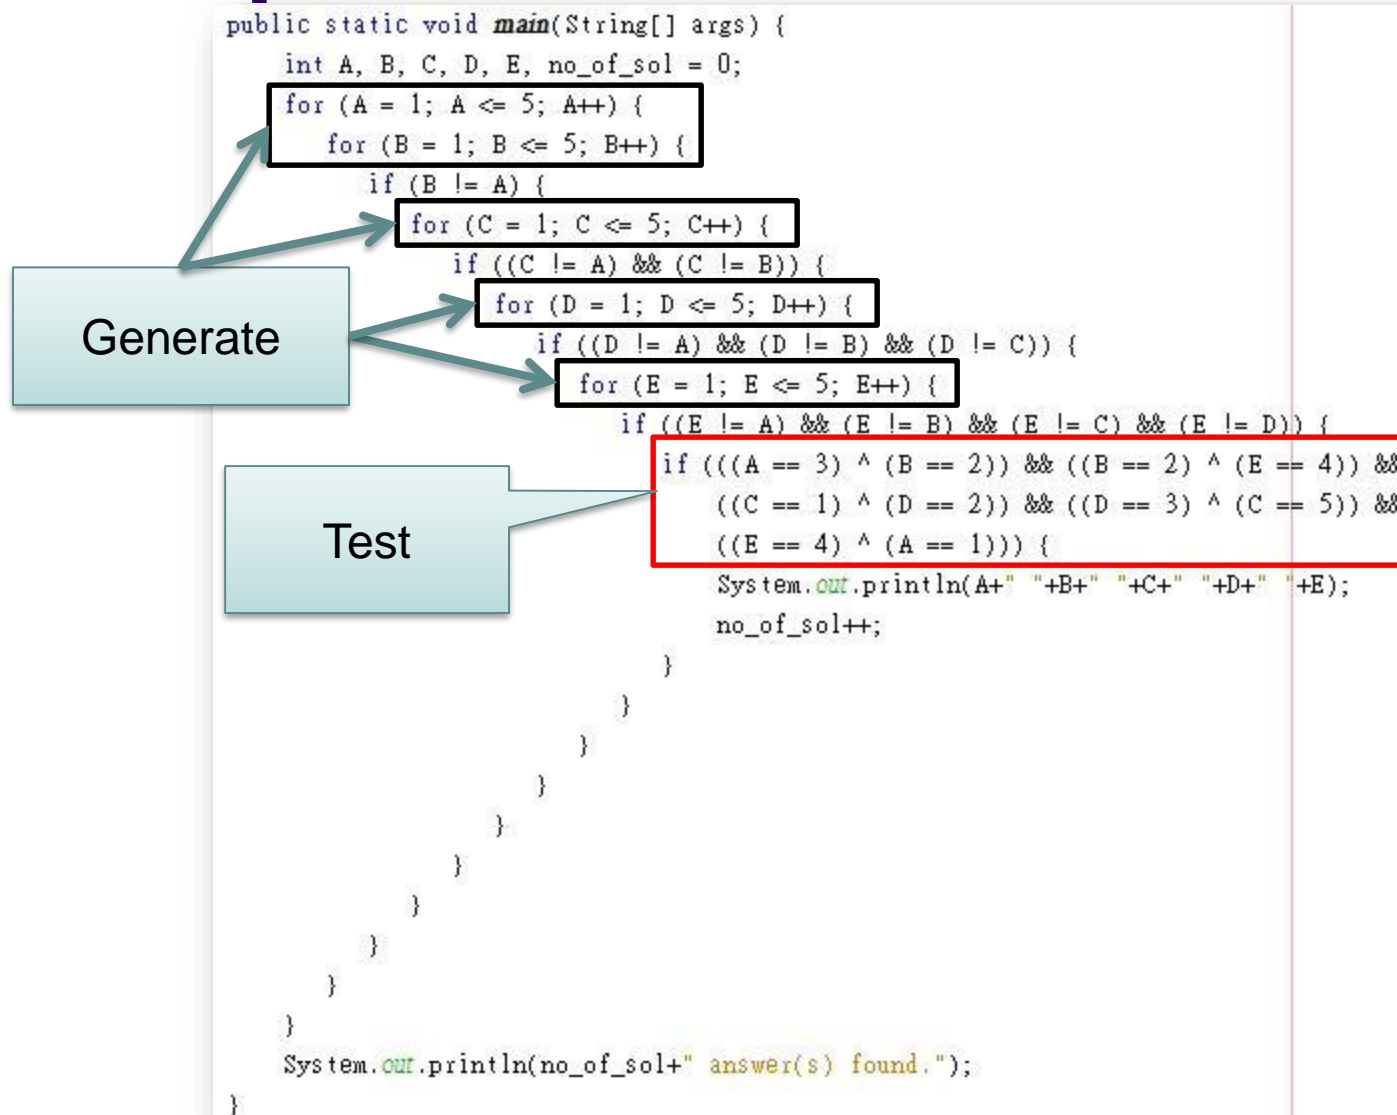 public static void main(String[] args) {
int A, B, C, D, E, no_of_sol = 0;
for (A = 1; A <= 5; A++) {
for (B = 1; B <= 5; B++) {
if (B != A) {
for (C = 1; C <= 5; C++) {
if ((C != A) && (C != B)) {
for (D = 1; D <= 5; D++) {
if ((D != A) && (D != B) && (D != C)) {
for (E = 1; E <= 5; E++) {
if ((E != A) && (E != B) && (E != C) && (E != D)) {
if (((A == 3) ^ (B == 2)) && ((B == 2) ^ (E == 4)) &&
((C == 1) ^ (D == 2)) && ((D == 3) ^ (C == 5)) &&
((E == 4) ^ (A == 1))) {
System.out.println(A+" "+B+" "+C+" "+D+" "+E);
no_of_sol++;
}
}
}
}
}
}
}
}
}
}
System.out.println(no_of_sol+" answer(s) found.");
}
Generate
Test